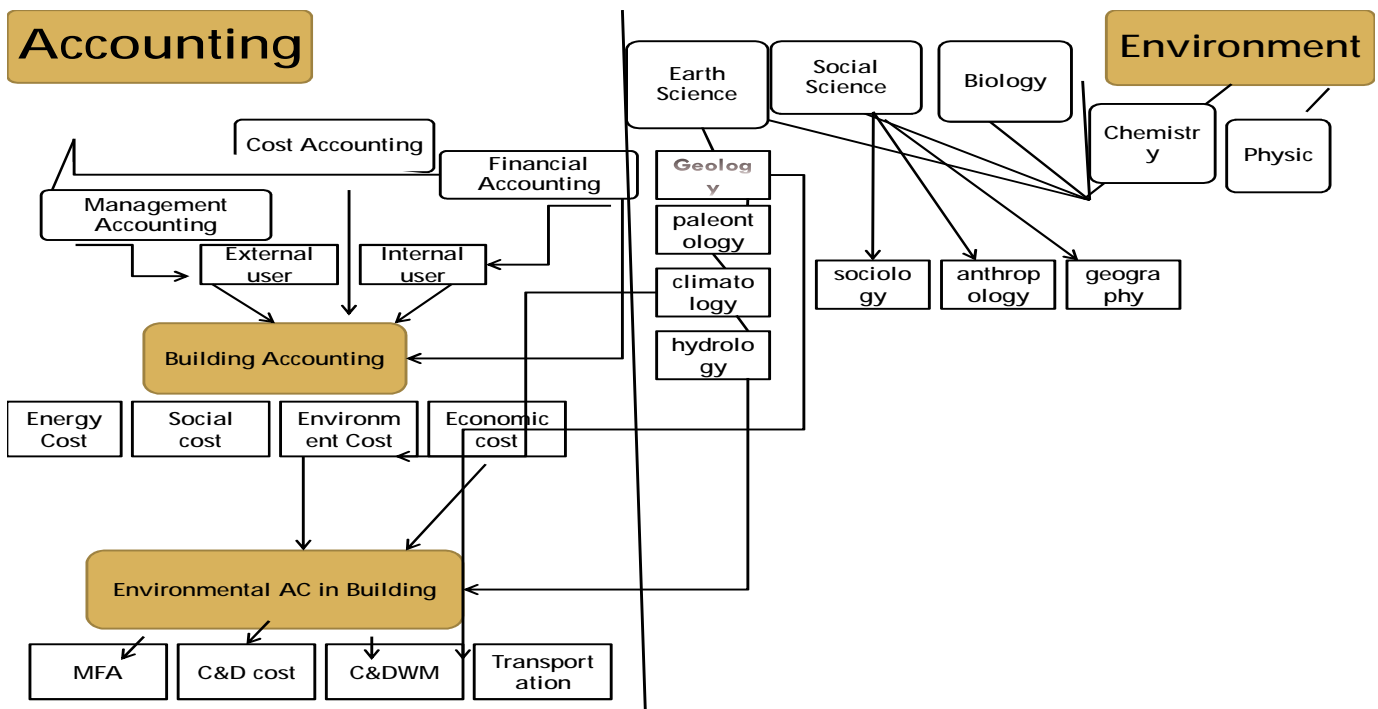 Accounting
Environment
Earth
Science
Social
Science
Biology
Chemistr
y
Physic
Cost Accounting
Financial
Accounting
Management
Accounting
External
user
Internal
user
Geolog
y
paleont
ology
climato
logy
hydrolo
gy
sociolo
gy
anthrop
ology
geogra
phy
Building Accounting
Energy
Cost
Social
cost
Environm
ent Cost
Economic
cost
Environmental AC in Building
MFA
C&D cost
C&DWM
Transport
ation